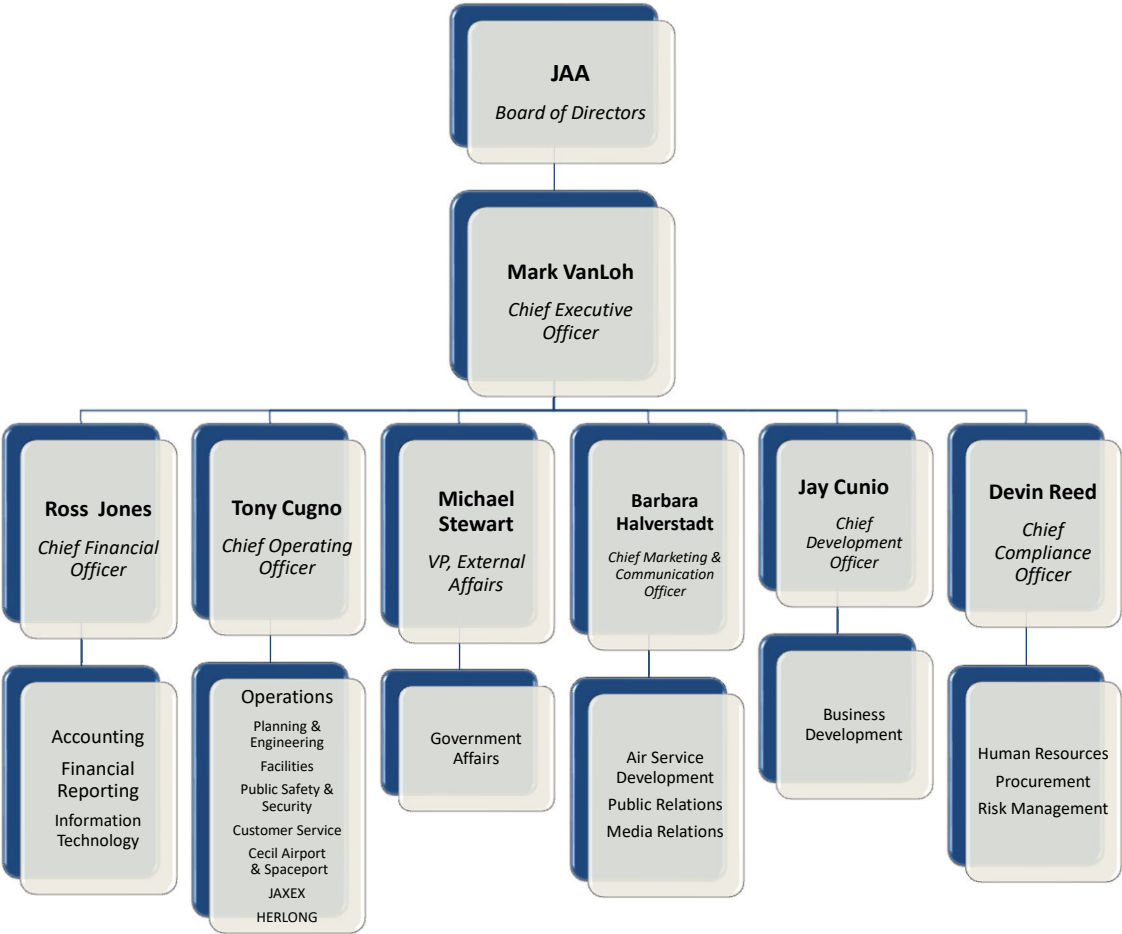 JAA
Board of Directors
Mark VanLoh
Chief Executive
Officer
Ross  Jones
Chief Financial
Officer
Tony Cugno
Chief Operating
Officer
Michael
Stewart
VP, External
Affairs
Barbara
Halverstadt
Chief Marketing &
Communication
Officer
Jay Cunio
Chief
Development
Officer
Devin Reed
Chief
Compliance
Officer
Accounting
Financial
Reporting
Information
Technology
Operations
Planning &
Engineering
Facilities
Public Safety &
Security
Customer Service
Cecil Airport
& Spaceport
JAXEX
HERLONG
Government
Affairs
Air Service
Development
Public Relations
Media Relations
Business
Development
Human Resources
Procurement
Risk Management